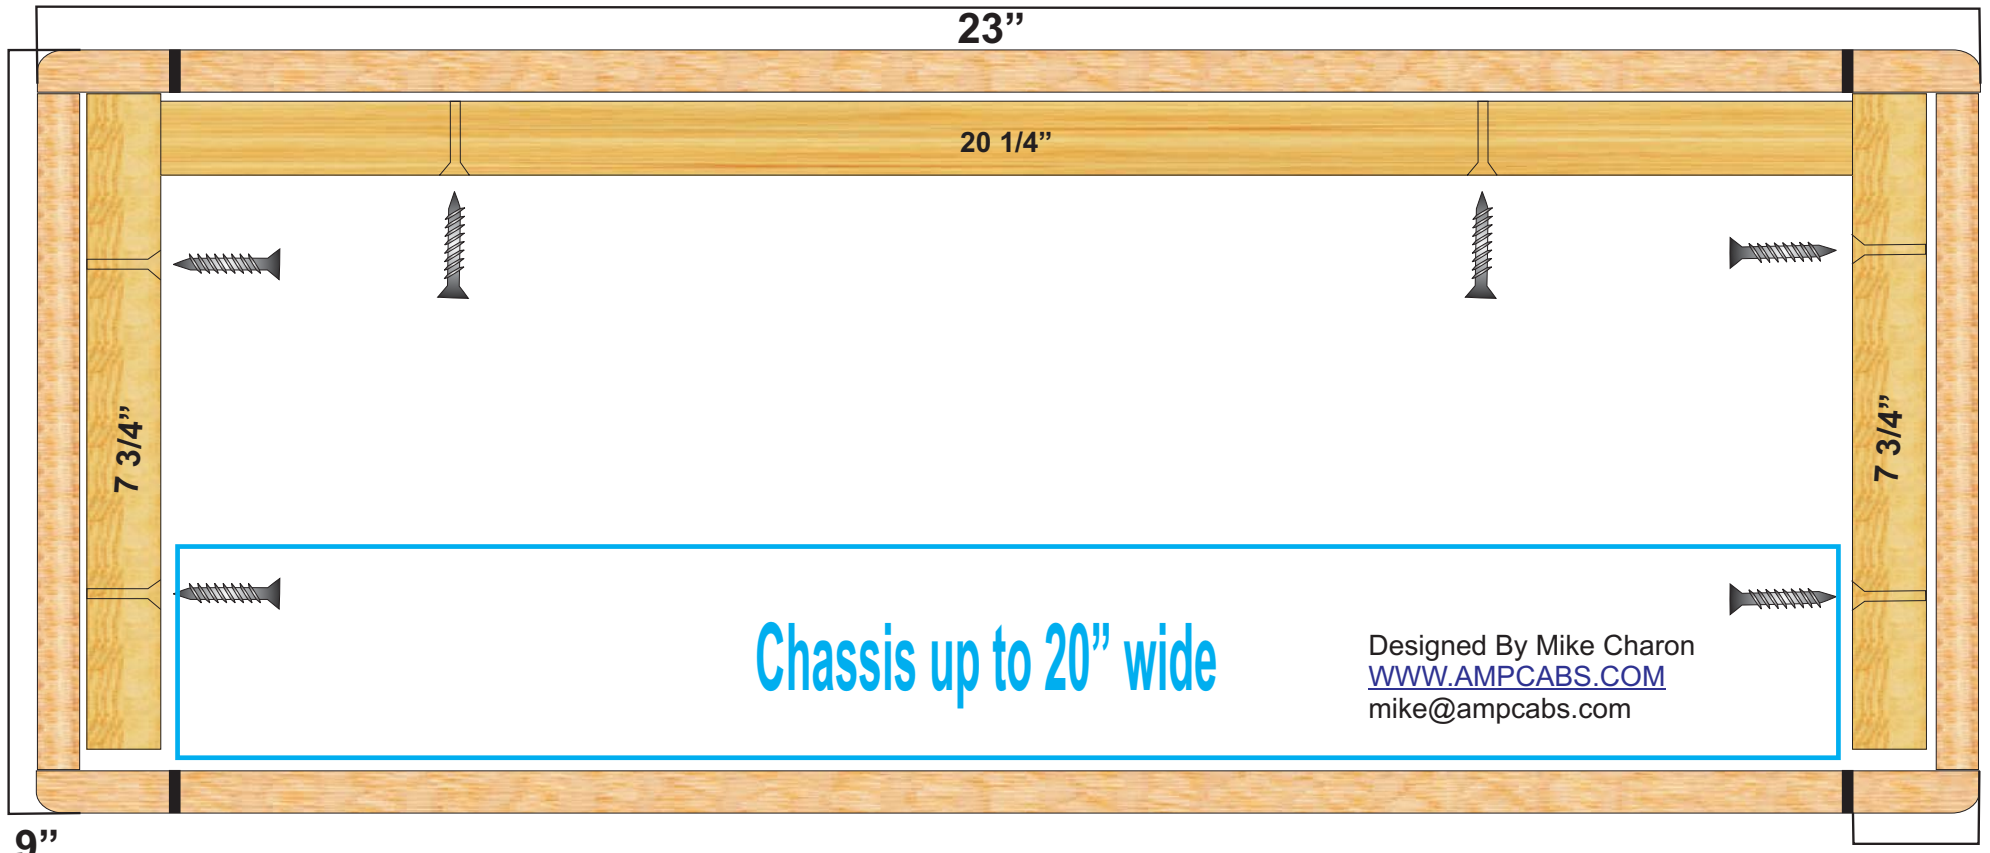 23”
20 1/4”
7 3/4”
7 3/4”
Chassis up to 20” wide
Designed By Mike Charon
WWW.AMPCABS.COM
mike@ampcabs.com
9”